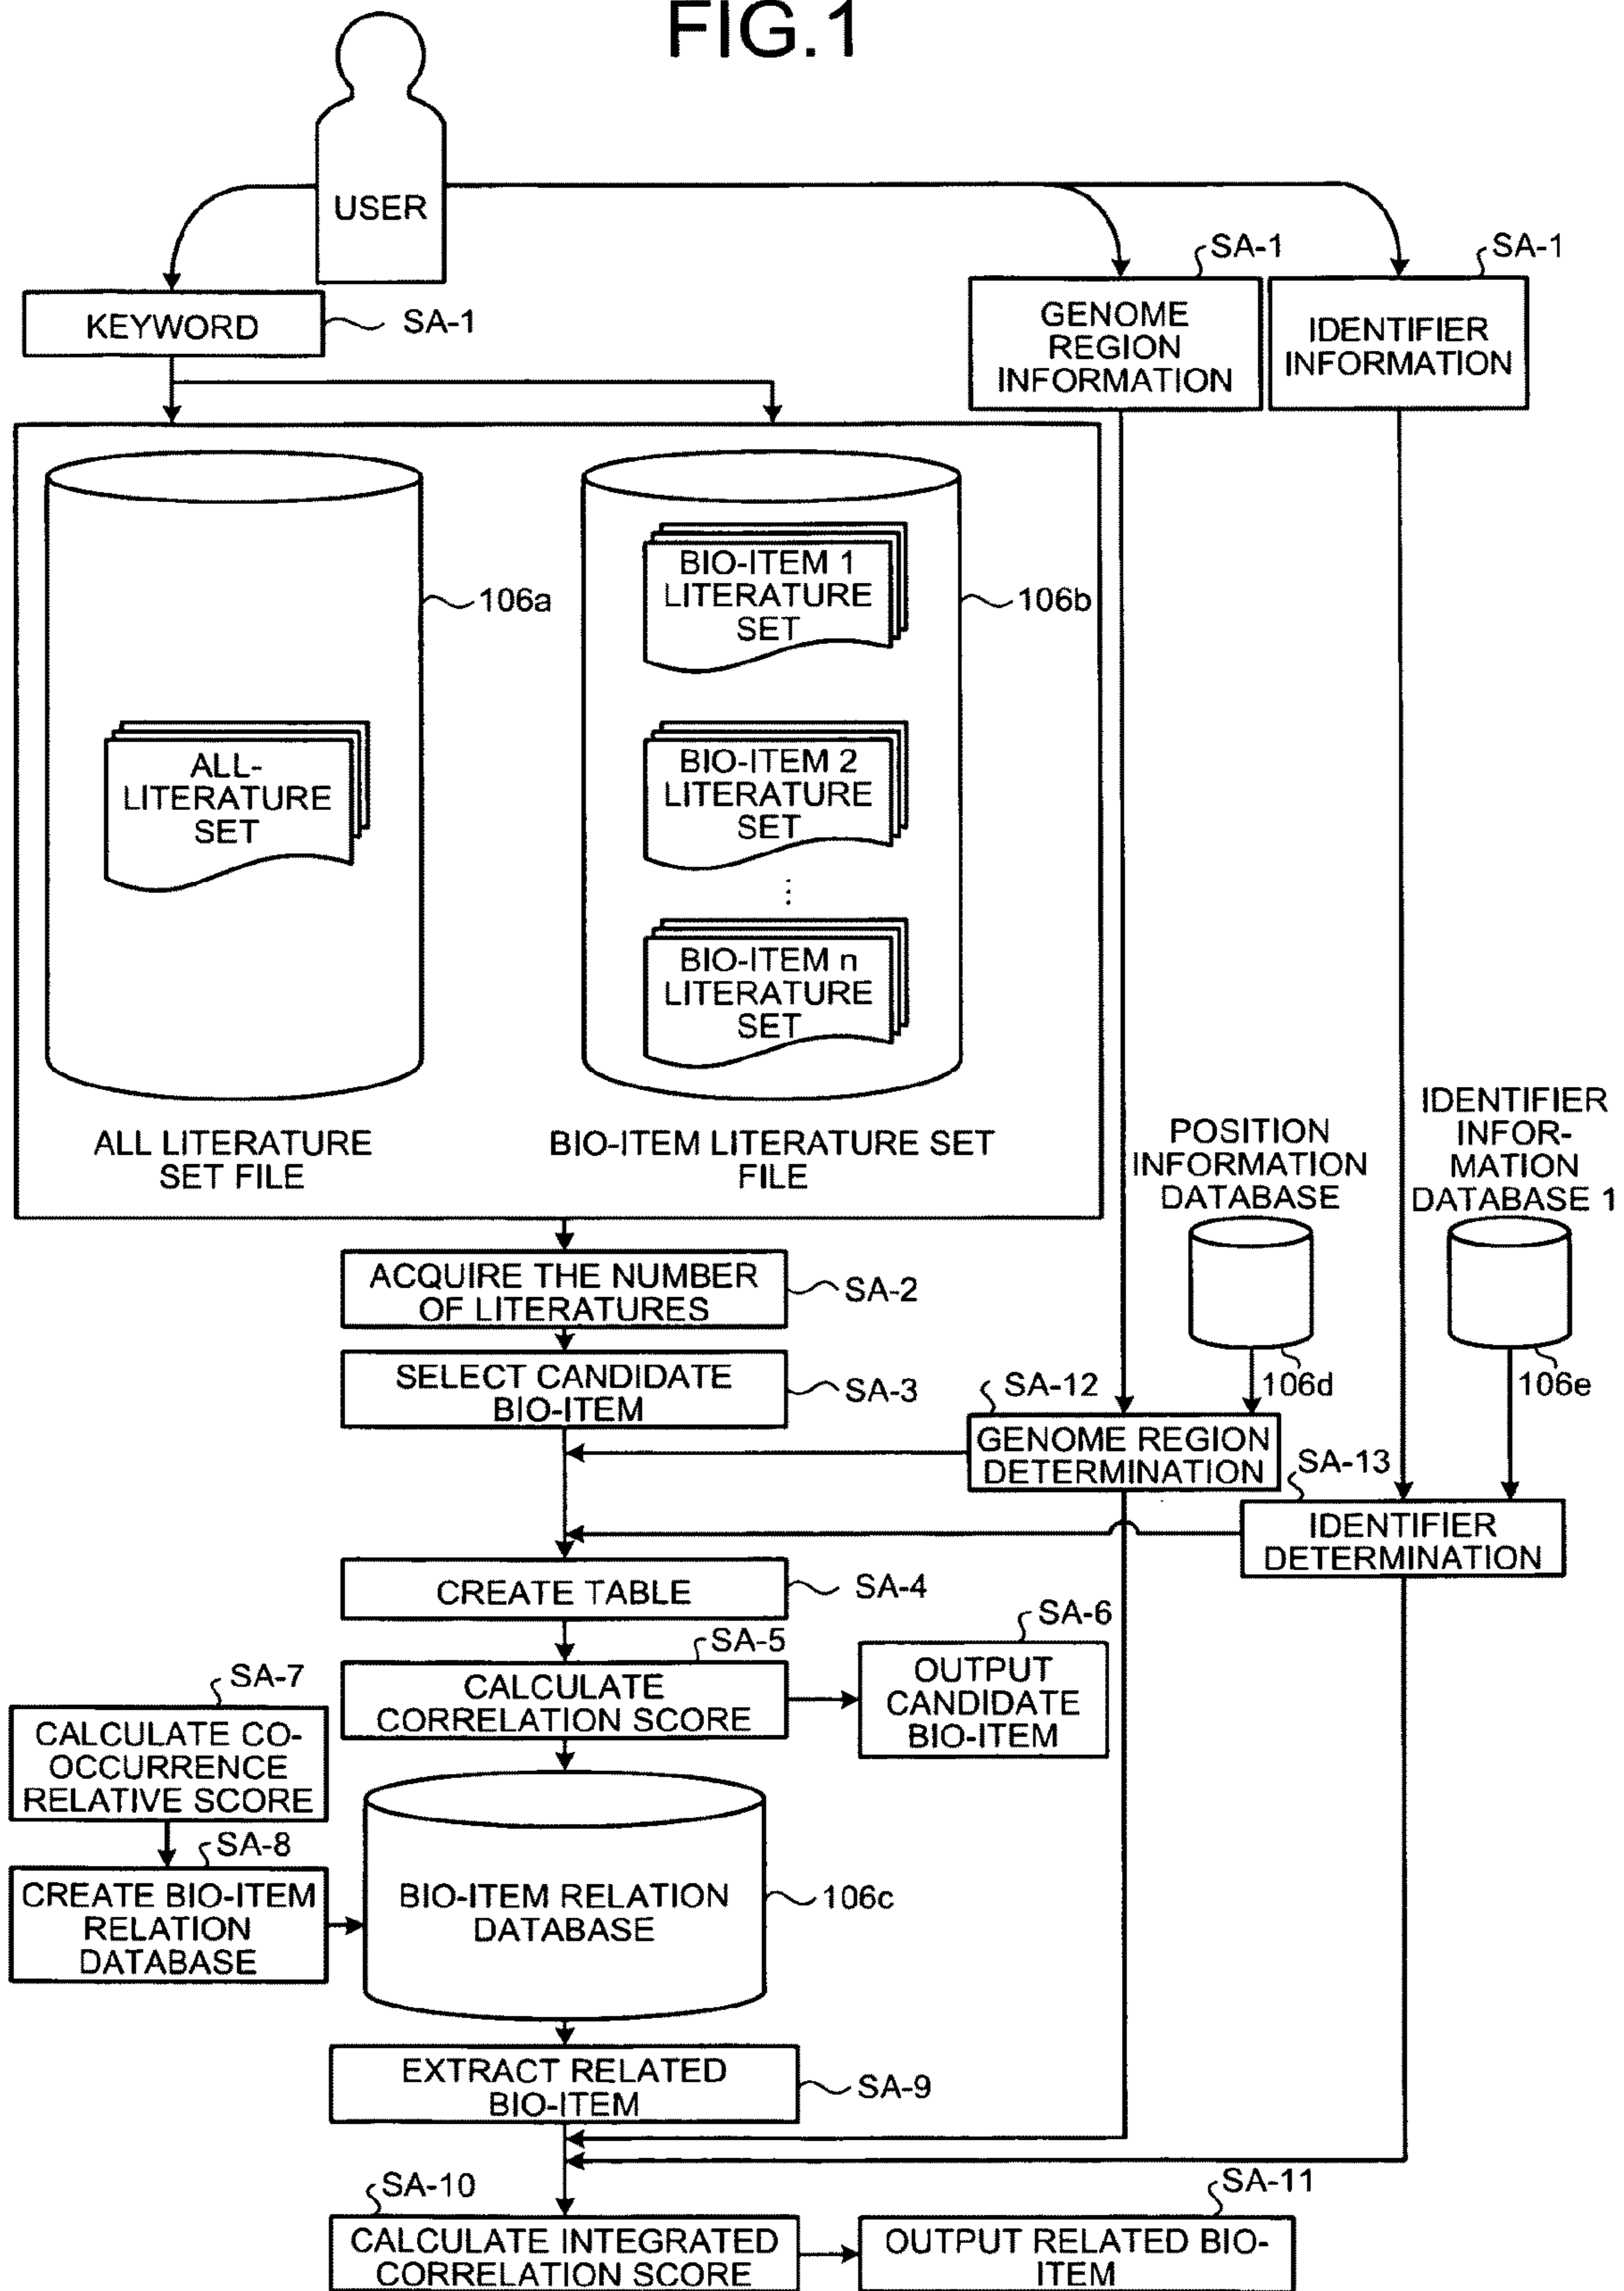 FIG.1
USER
SA-1
SA-1
KEYWORD
SA-1
GENOME
REGION
INFORMATION
IDENTIFIER
INFORMATION
106a
BIO-ITEM 1
LITERATURE
SET
106b
ALL-
LITERATURE
SET
BIO-ITEM 2
LITERATURE
SET
⋮
BIO-ITEM n
LITERATURE
SET
ALL LITERATURE
SET FILE
BIO-ITEM LITERATURE SET
FILE
POSITION
INFORMATION
DATABASE
IDENTIFIER
INFOR-
MATION
DATABASE 1
ACQUIRE THE NUMBER
OF LITERATURES
SA-2
SELECT CANDIDATE
BIO-ITEM
SA-3
SA-12
106d
106e
GENOME REGION
DETERMINATION
SA-13
IDENTIFIER
DETERMINATION
CREATE TABLE
SA-4
SA-5
SA-6
CALCULATE
CORRELATION SCORE
OUTPUT
CANDIDATE
BIO-ITEM
SA-7
CALCULATE CO-
OCCURRENCE
RELATIVE SCORE
SA-8
CREATE BIO-ITEM
RELATION
DATABASE
BIO-ITEM RELATION
DATABASE
106c
EXTRACT RELATED
BIO-ITEM
SA-9
SA-10
SA-11
CALCULATE INTEGRATED
CORRELATION SCORE
OUTPUT RELATED BIO-
ITEM